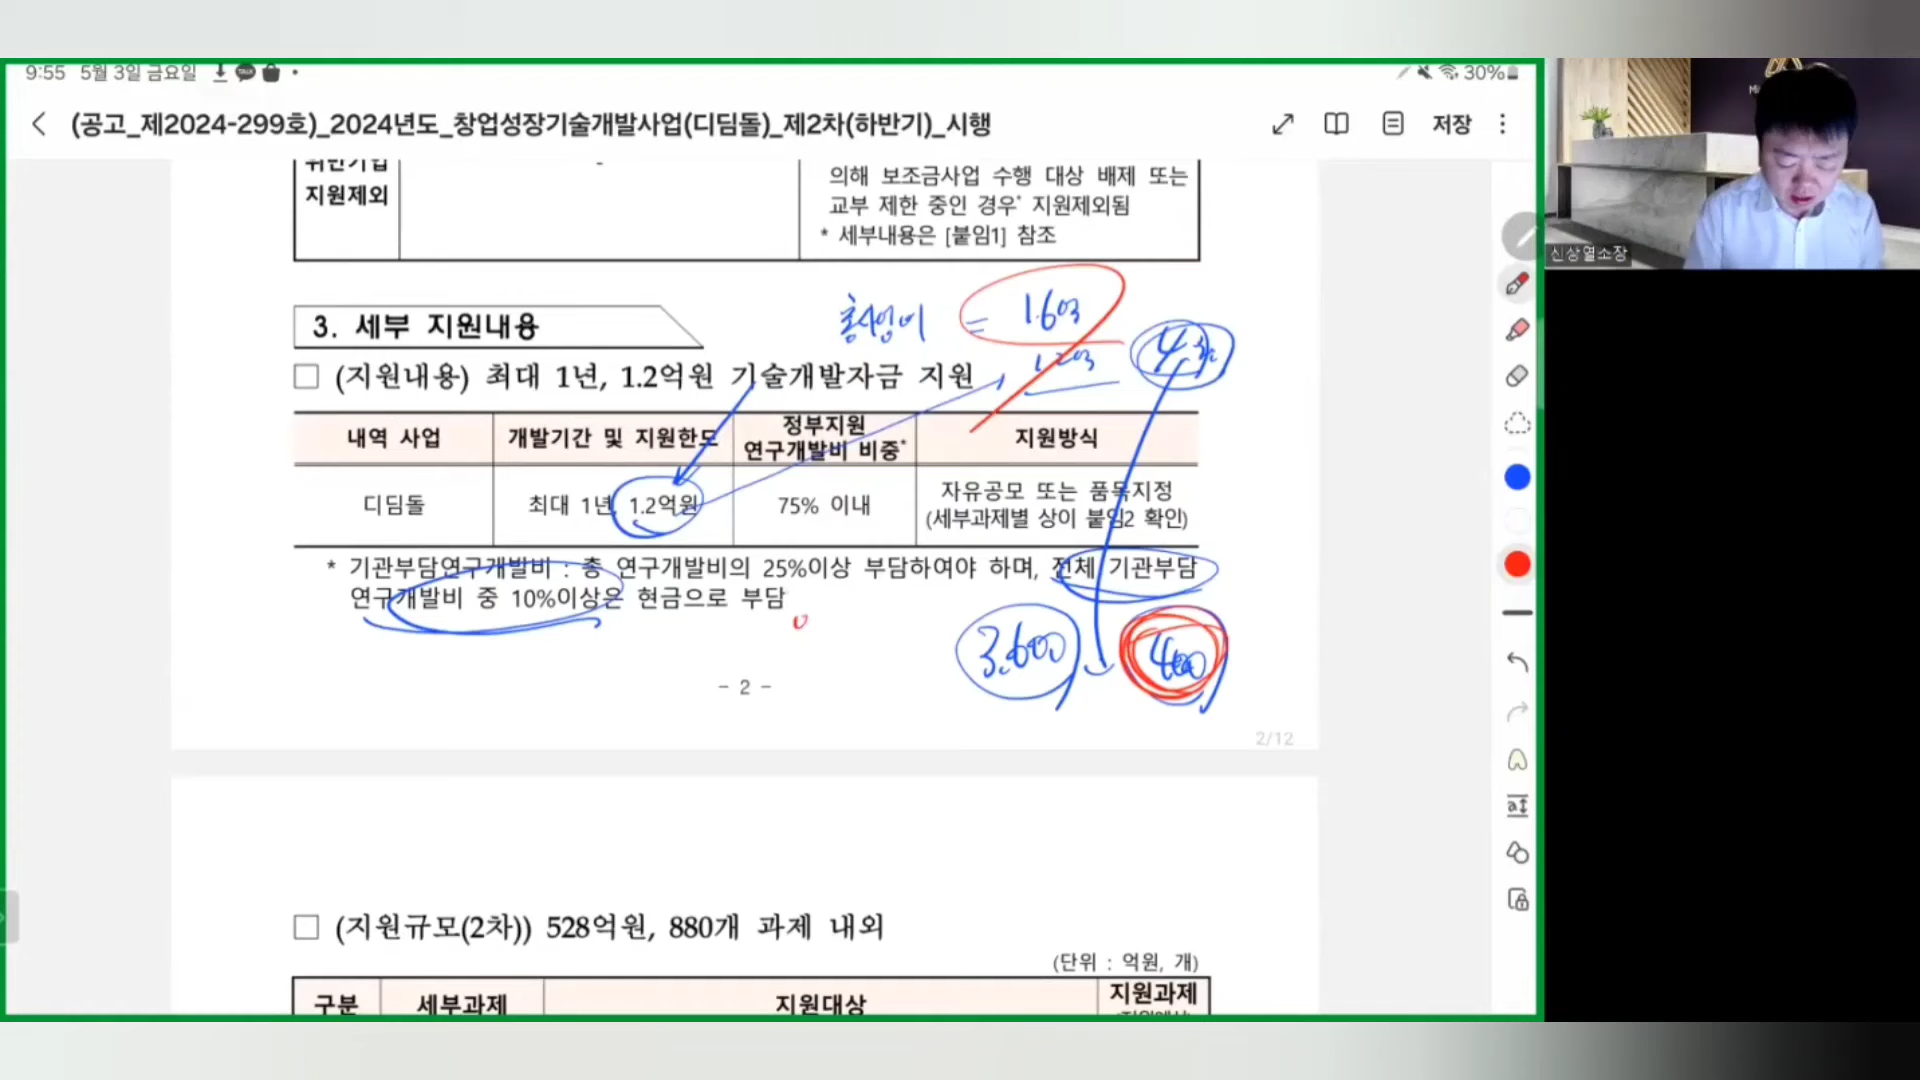 9:55 5월 3일 금요일
30%
(공고_제2024-299호)_2024년도_창업성장기술개발사업(디딤돌)_제2차(하반기)_시행
저장
위반기업
지원제외
-
의해 보조금사업 수행 대상 배제 또는
교부 제한 중인 경우* 지원제외됨
* 세부내용은 [붙임1] 참조
신상열소장
총사업비 = 1.6억
1.2억
3. 세부 지원내용
□ (지원내용) 최대 1년, 1.2억원 기술개발자금 지원
내역 사업
개발기간 및 지원한도
정부지원
연구개발비 비중*
지원방식
디딤돌
최대 1년, 1.2억원
75% 이내
자유공모 또는 품목지정
(세부과제별 상이 붙임2 확인)
* 기관부담연구개발비 : 총 연구개발비의 25%이상 부담하여야 하며, 전체 기관부담
연구개발비 중 10%이상은 현금으로 부담
3.600
400
- 2 -
2/12
□ (지원규모(2차)) 528억원, 880개 과제 내외
(단위 : 억원, 개)
구분
세부과제
지원대상
지원과제